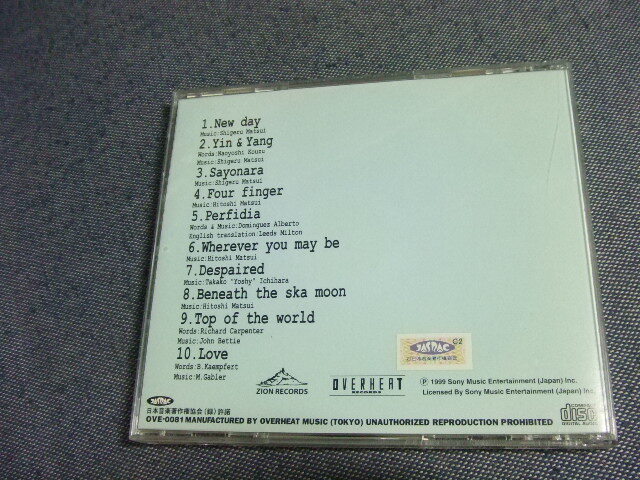 1.New day
Music:Shigeru Matsui
2.Yin & Yang
Words:Naoyoshi Kouzu
Music:Shigeru Matsui
3.Sayonara
Music:Shigeru Matsui
4.Four finger
Music:Hitoshi Matsui
5.Perfidia
Words & Music:Dominguez Alberto
English translation:Leeds Milton
6.Wherever you may be
Music:Hitoshi Matsui
7.Despaired
Music:Takako "Yoshy" Ichihara
8.Beneath the ska moon
Music:Hitoshi Matsui
9.Top of the world
Words:Richard Carpenter
Music:John Bettie
10.Love
Words:B.Kaempfert
Music:M.Gabler
JASRAC C2
ZION RECORDS
OVERHEAT
RECORDS
Ⓟ 1999 Sony Music Entertainment (Japan) Inc.
Licensed By Sony Music Entertainment (Japan) Inc.
JASRAC
日本音楽著作権協会(録)許諾
COMPACT
disc
DIGITAL AUDIO
OVE-0081 MANUFACTURED BY OVERHEAT MUSIC (TOKYO) UNAUTHORIZED REPRODUCTION PROHIBITED